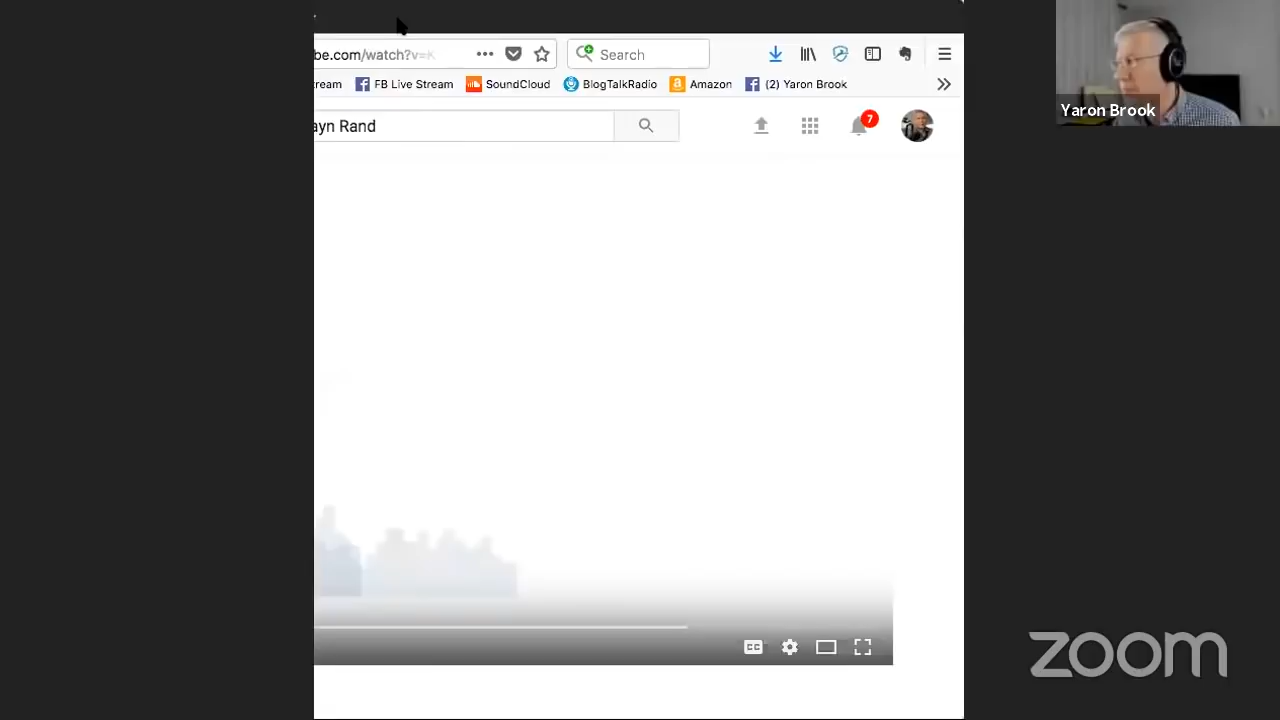 be.com/watch?v=K
Search
ream
FB Live Stream
SoundCloud
BlogTalkRadio
Amazon
(2) Yaron Brook
ayn Rand
7
CC
Yaron Brook
zoom